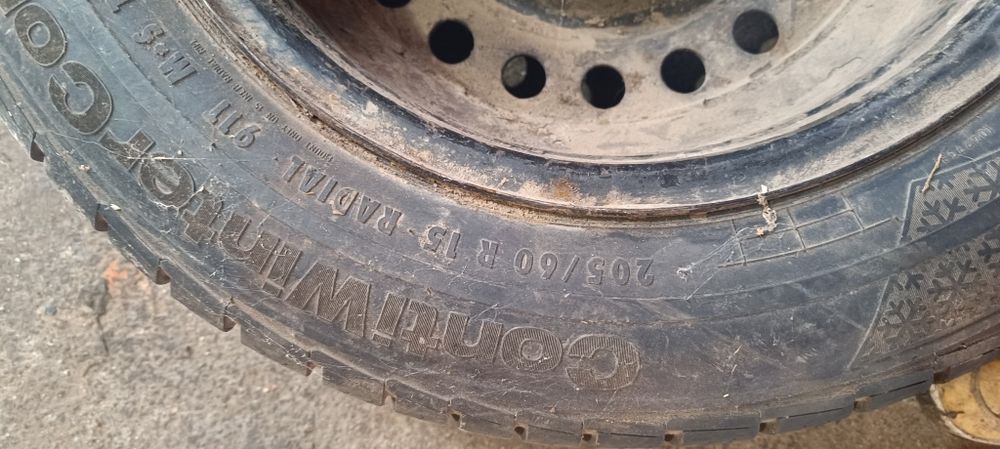 ContiWinterCo
205/60 R 15 - RADIAL 91T M+S